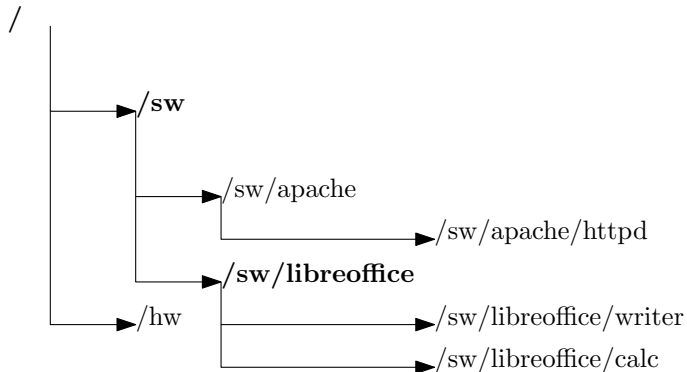 /
/sw
/sw/apache
/sw/apache/httpd
/sw/libreoffice
/hw
/sw/libreoffice/writer
/sw/libreoffice/calc